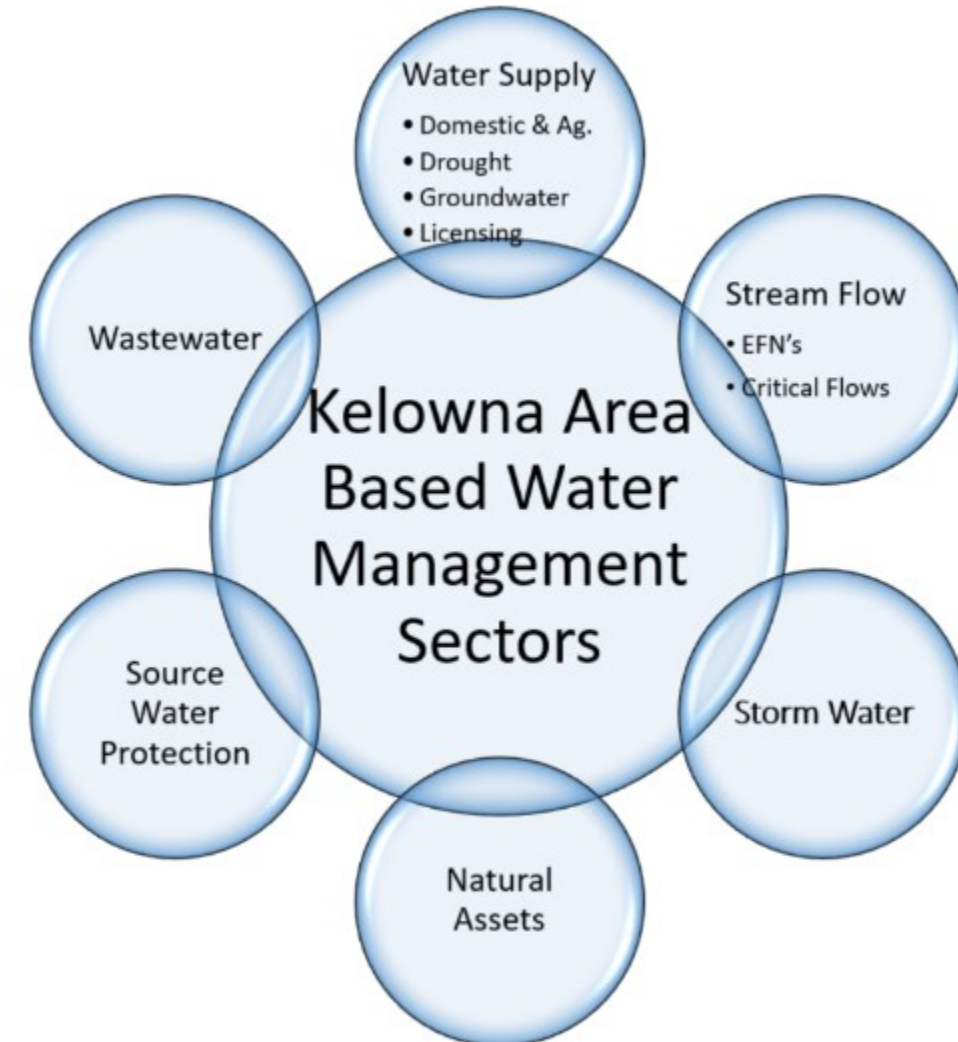 Water Supply
• Domestic & Ag.
• Drought
• Groundwater
• Licensing
Stream Flow
• EFN's
• Critical Flows
Storm Water
Natural
Assets
Source
Water
Protection
Wastewater
Kelowna Area
Based Water
Management
Sectors